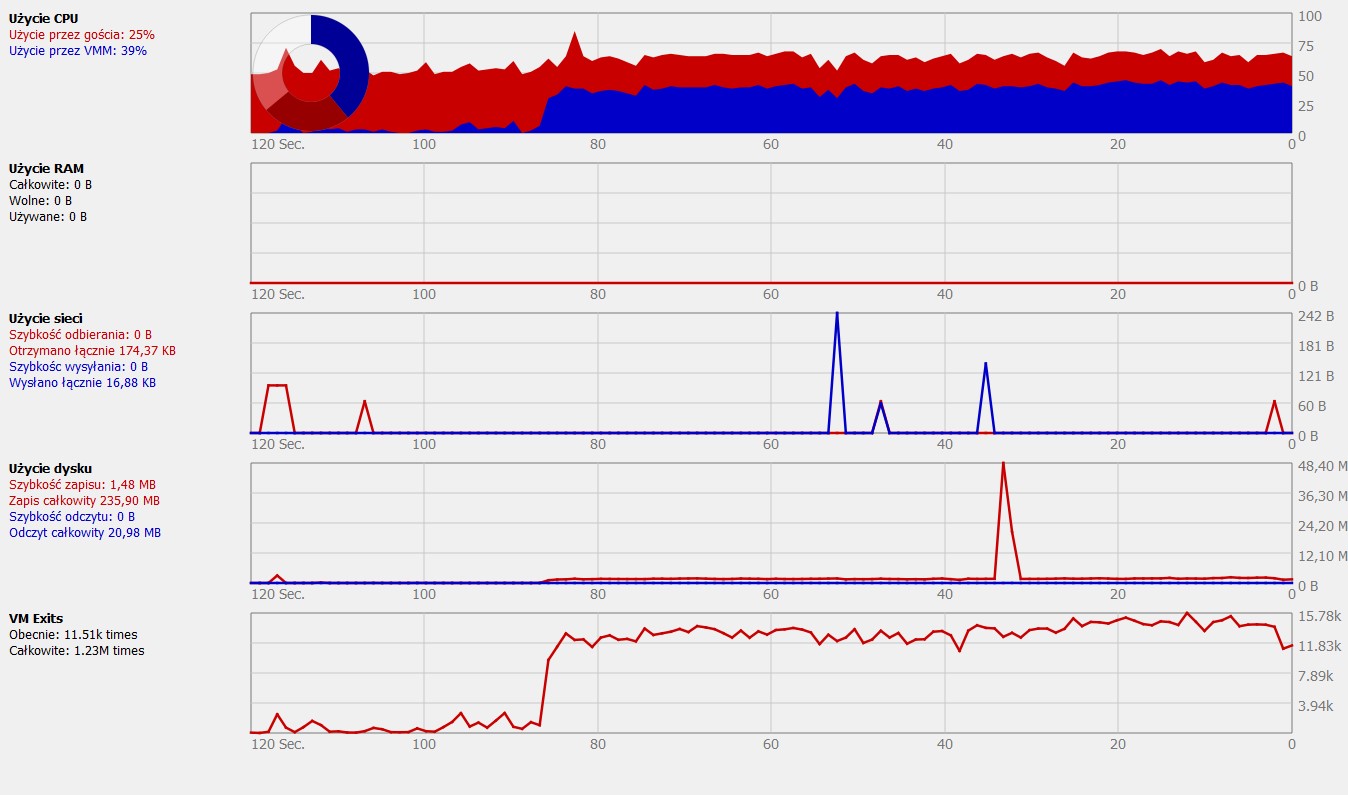 Użycie CPU
Użycie przez gościa: 25%
Użycie przez VMM: 39%
100
75
50
25
0
120 Sec. 100 80 60 40 20 0
Użycie RAM
Całkowite: 0 B
Wolne: 0 B
Używane: 0 B
0 B
120 Sec. 100 80 60 40 20 0
Użycie sieci
Szybkość odbierania: 0 B
Otrzymano łącznie 174,37 KB
Szybkośc wysyłania: 0 B
Wysłano łącznie 16,88 KB
242 B
181 B
121 B
60 B
0 B
120 Sec. 100 80 60 40 20 0
Użycie dysku
Szybkość zapisu: 1,48 MB
Zapis całkowity 235,90 MB
Szybkość odczytu: 0 B
Odczyt całkowity 20,98 MB
48,40 M
36,30 M
24,20 M
12,10 M
0 B
120 Sec. 100 80 60 40 20 0
VM Exits
Obecnie: 11.51k times
Całkowite: 1.23M times
15.78k
11.83k
7.89k
3.94k
120 Sec. 100 80 60 40 20 0